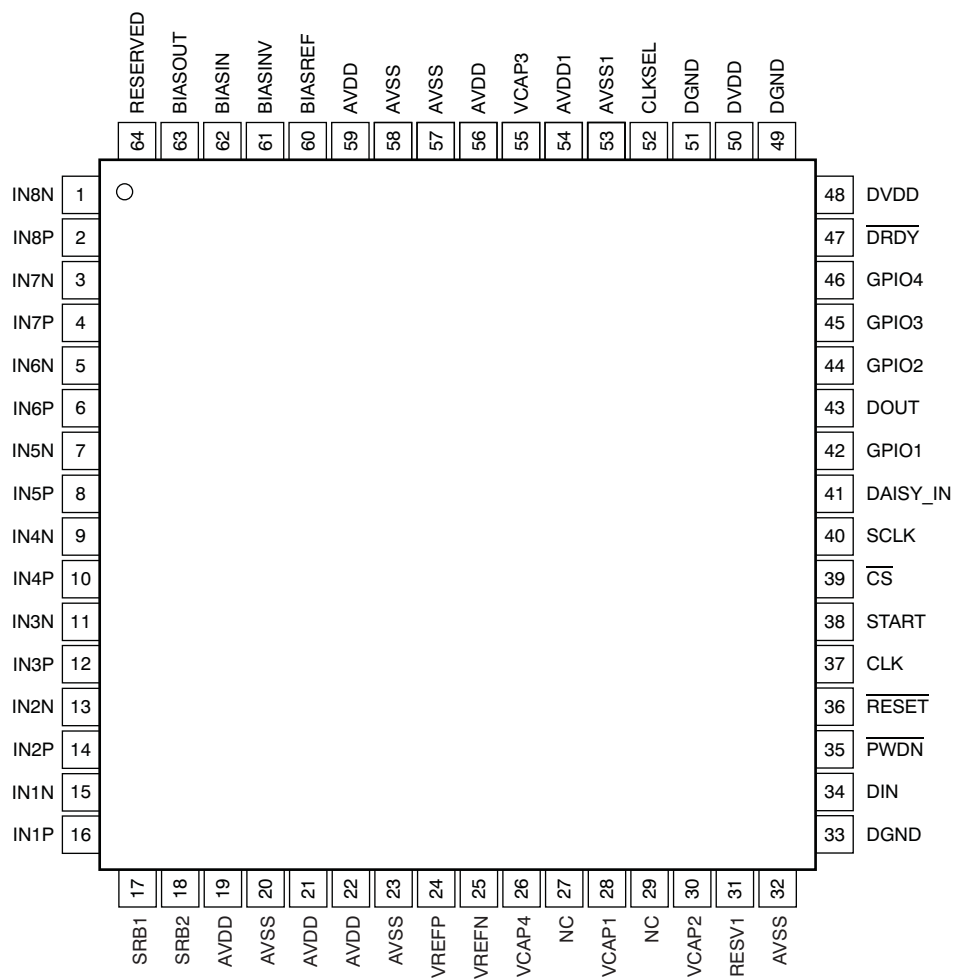 RESERVED
BIASOUT
BIASIN
BIASINV
BIASREF
AVDD
AVSS
AVSS
AVDD
VCAP3
AVDD1
AVSS1
CLKSEL
DGND
DVDD
DGND
64 63 62 61 60 59 58 57 56 55 54 53 52 51 50 49
IN8N 1
IN8P 2
IN7N 3
IN7P 4
IN6N 5
IN6P 6
IN5N 7
IN5P 8
IN4N 9
IN4P 10
IN3N 11
IN3P 12
IN2N 13
IN2P 14
IN1N 15
IN1P 16
48 DVDD
47 DRDY
46 GPIO4
45 GPIO3
44 GPIO2
43 DOUT
42 GPIO1
41 DAISY_IN
40 SCLK
39 CS
38 START
37 CLK
36 RESET
35 PWDN
34 DIN
33 DGND
17 18 19 20 21 22 23 24 25 26 27 28 29 30 31 32
SRB1
SRB2
AVDD
AVSS
AVDD
AVDD
AVSS
VREFP
VREFN
VCAP4
NC
VCAP1
NC
VCAP2
RESV1
AVSS